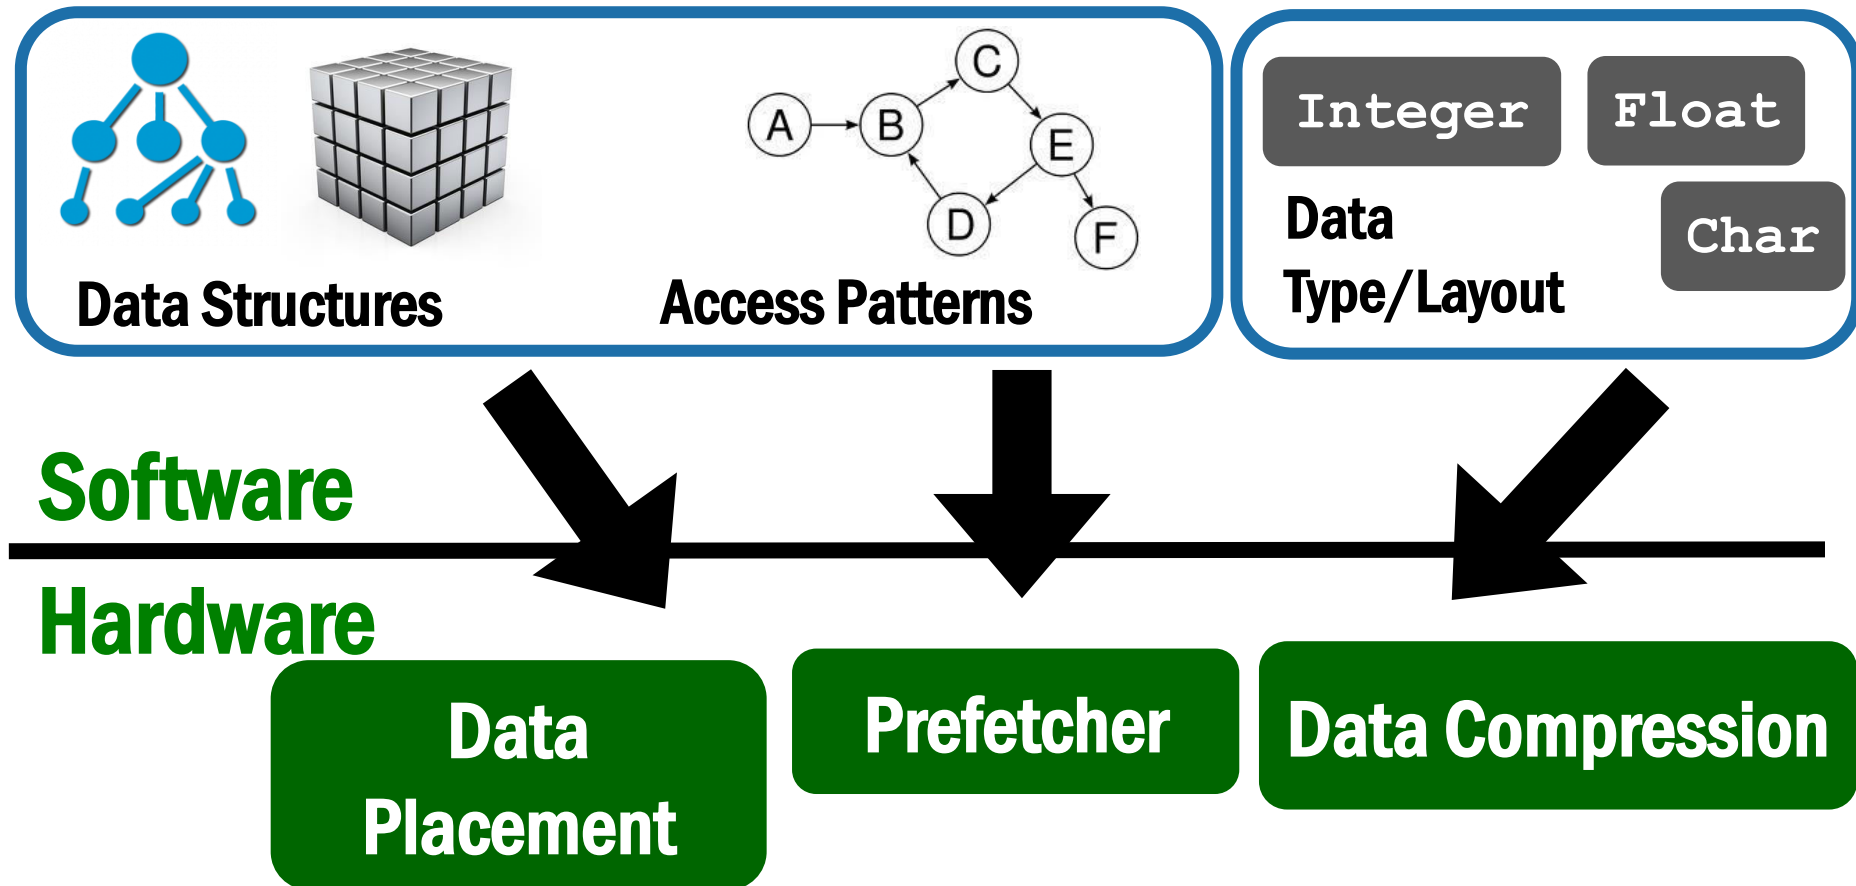 C
A
B
E
D
F
Data Structures
Access Patterns
Integer
Float
Data
Char
Type/Layout
Software
Hardware
Data
Placement
Prefetcher
Data Compression